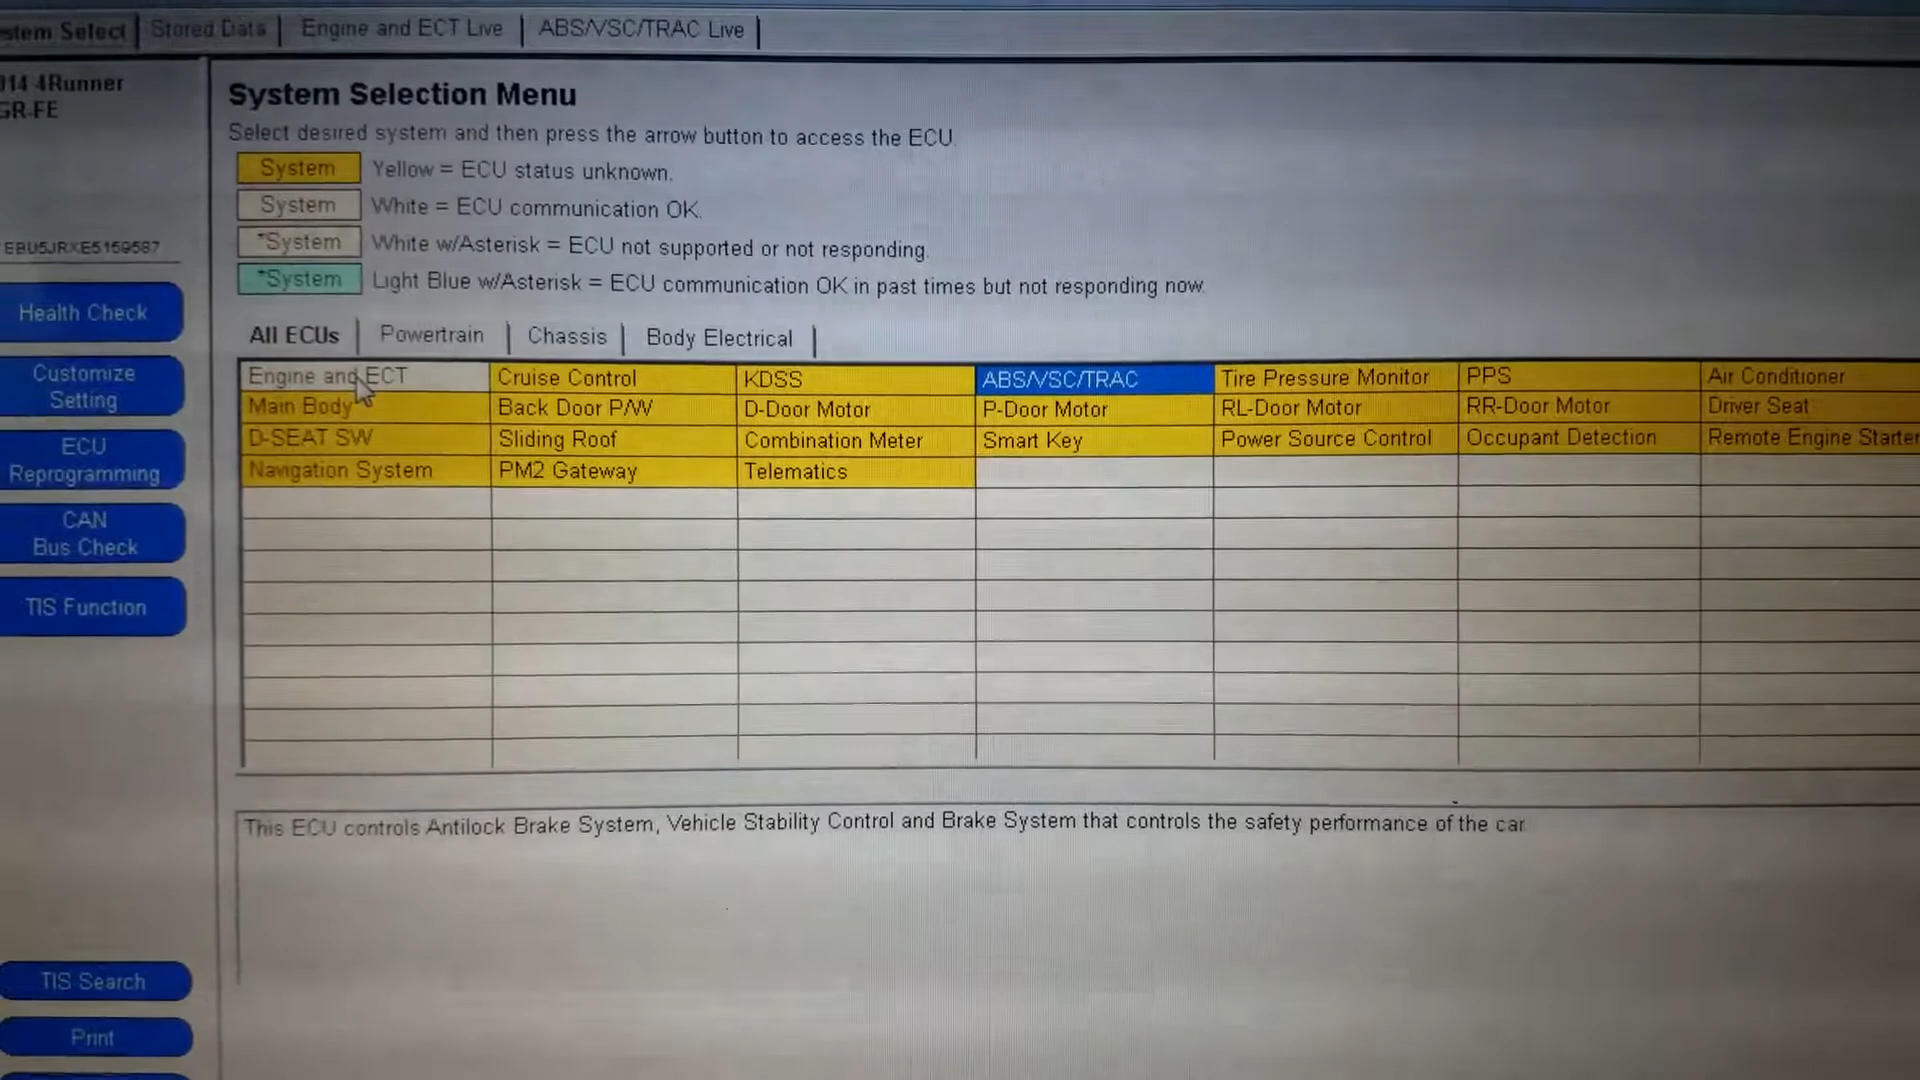 stem Select | Stored Data | Engine and ECT Live | ABS/VSC/TRAC Live
014 4Runner
GR-FE
EBU5JRXE5159587
Health Check
Customize
Setting
ECU
Reprogramming
CAN
Bus Check
TIS Function
TIS Search
Print
System Selection Menu
Select desired system and then press the arrow button to access the ECU.
System Yellow = ECU status unknown.
System White = ECU communication OK.
*System White w/Asterisk = ECU not supported or not responding.
*System Light Blue w/Asterisk = ECU communication OK in past times but not responding now.
All ECUs | Powertrain | Chassis | Body Electrical
Engine and ECT Cruise Control KDSS ABS/VSC/TRAC Tire Pressure Monitor PPS Air Conditioner
Main Body Back Door P/W D-Door Motor P-Door Motor RL-Door Motor RR-Door Motor Driver Seat
D-SEAT SW Sliding Roof Combination Meter Smart Key Power Source Control Occupant Detection Remote Engine Starter
Navigation System PM2 Gateway Telematics
This ECU controls Antilock Brake System, Vehicle Stability Control and Brake System that controls the safety performance of the car.